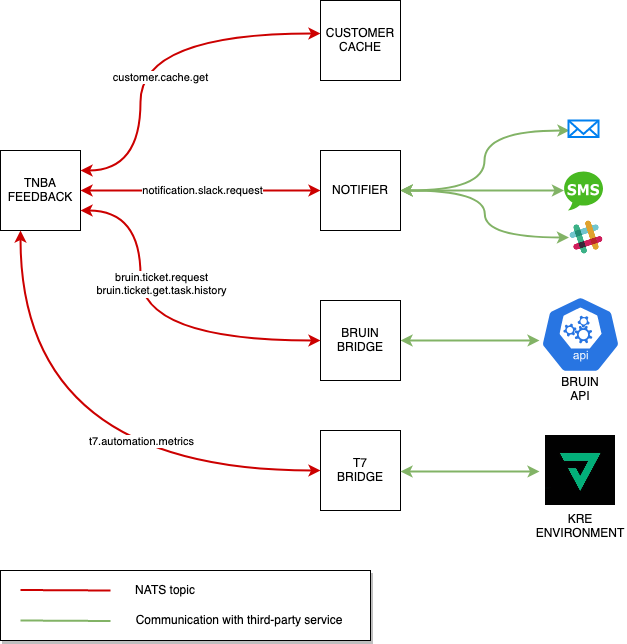 CUSTOMER
CACHE
customer.cache.get
TNBA
FEEDBACK
notification.slack.request
NOTIFIER
SMS
bruin.ticket.request
bruin.ticket.get.task.history
BRUIN
BRIDGE
api
BRUIN
API
t7.automation.metrics
T7
BRIDGE
KRE
ENVIRONMENT
NATS topic
Communication with third-party service